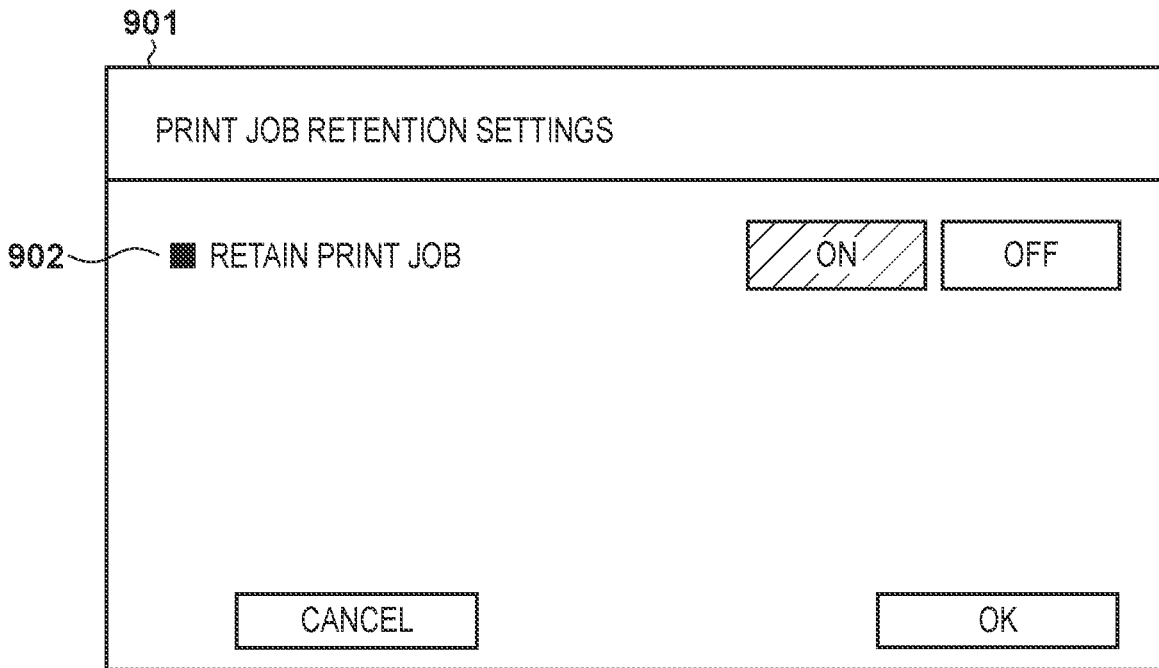 901
PRINT JOB RETENTION SETTINGS
902 ■ RETAIN PRINT JOB ON OFF
CANCEL OK